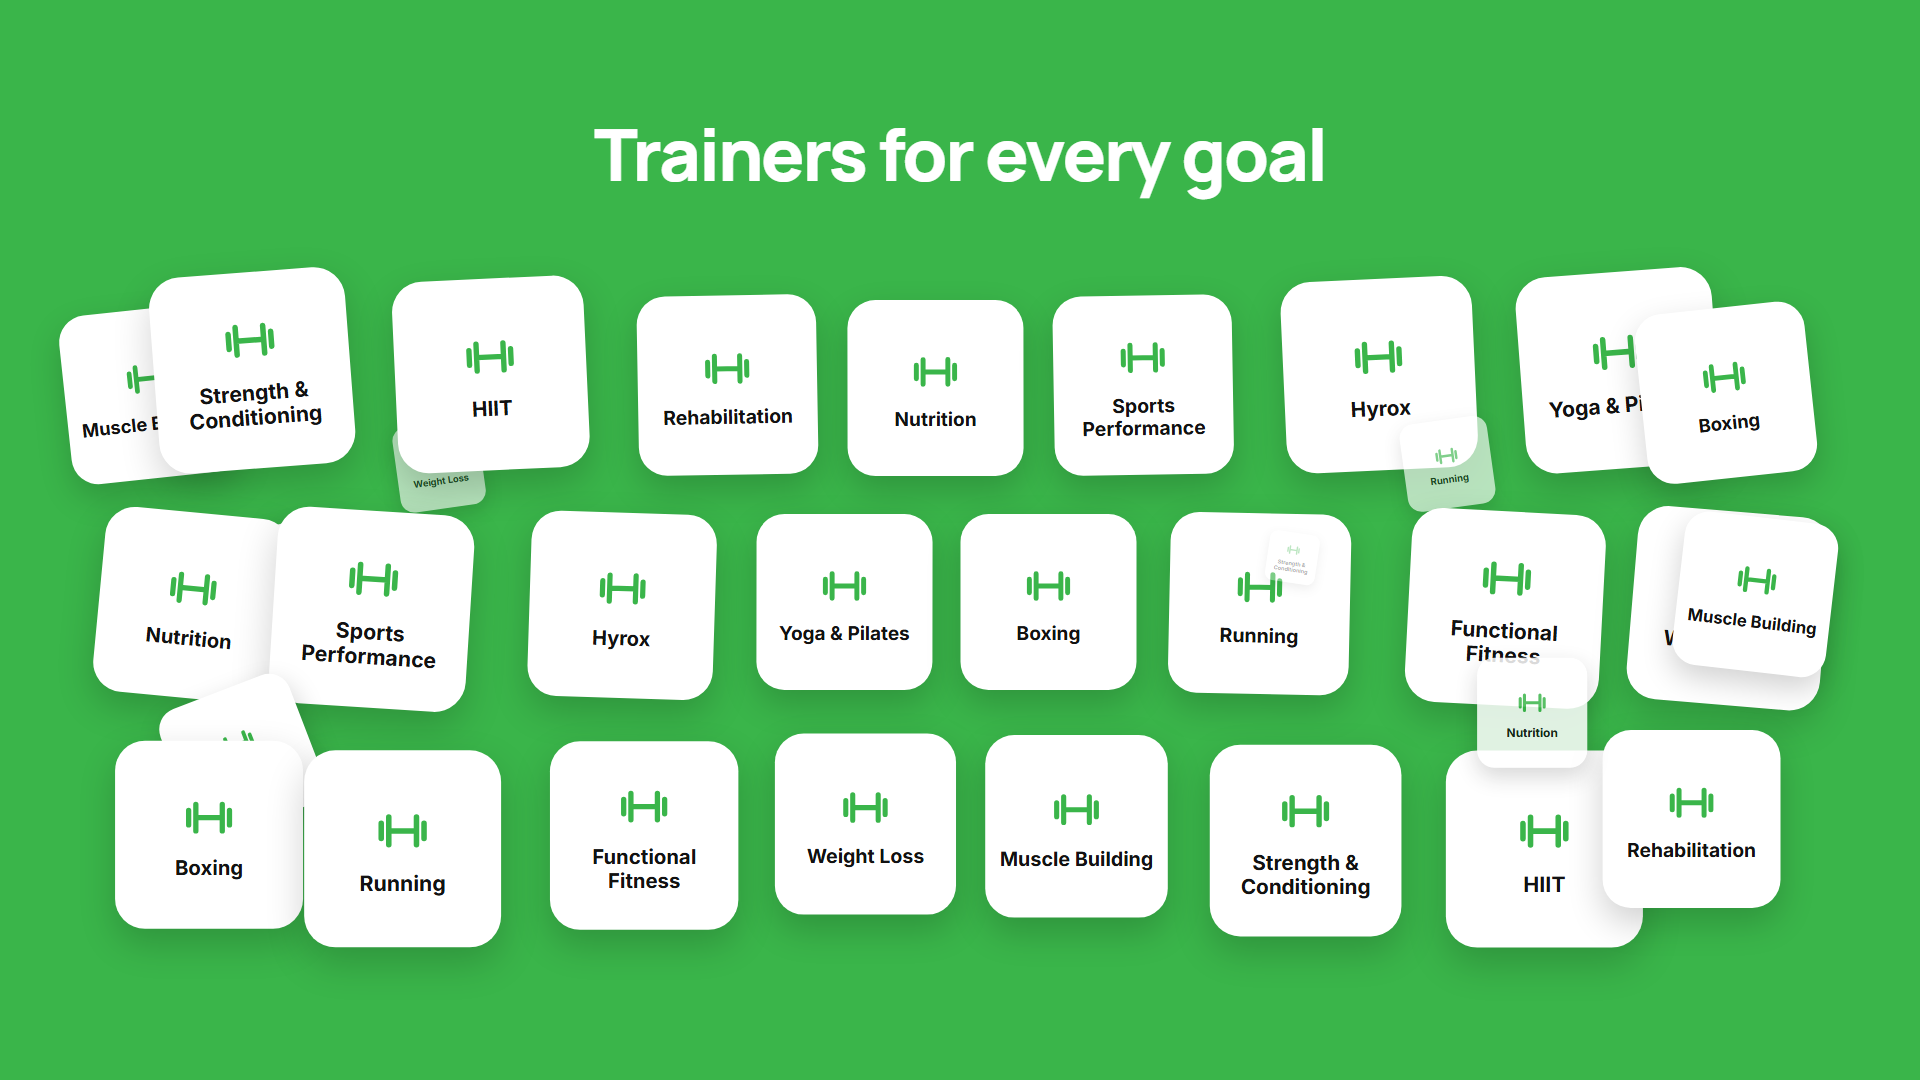 Trainers for every goal
Muscle
Strength &
Conditioning
HIIT
Rehabilitation
Nutrition
Sports
Performance
Hyrox
Yoga &
Boxing
Weight Loss
Running
Nutrition
Sports
Performance
Hyrox
Yoga & Pilates
Boxing
Running
Strength &
Conditioning
Functional
Fitness
Muscle Building
Nutrition
Boxing
Running
Functional
Fitness
Weight Loss
Muscle Building
Strength &
Conditioning
HIIT
Rehabilitation